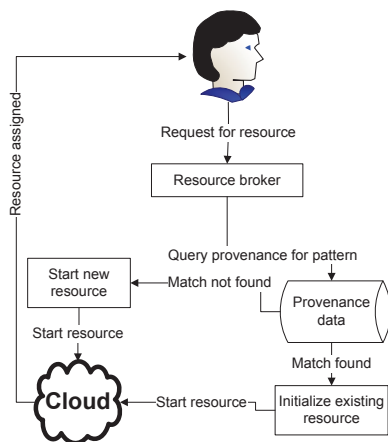 Resource assigned
Request for resource
Resource broker
Query provenance for pattern
Start new
resource
Match not found
Provenance
data
Start resource
Match found
Cloud
Start resource
Initialize existing
resource